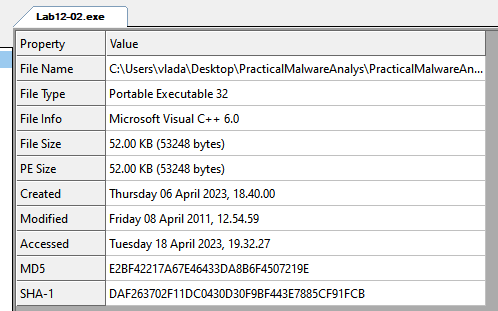 Lab12-02.exe
Property Value
File Name C:\Users\vlada\Desktop\PracticalMalwareAnalys\PracticalMalwareAn...
File Type Portable Executable 32
File Info Microsoft Visual C++ 6.0
File Size 52.00 KB (53248 bytes)
PE Size 52.00 KB (53248 bytes)
Created Thursday 06 April 2023, 18.40.00
Modified Friday 08 April 2011, 12.54.59
Accessed Tuesday 18 April 2023, 19.32.27
MD5 E2BF42217A67E46433DA8B6F4507219E
SHA-1 DAF263702F11DC0430D30F9BF443E7885CF91FCB